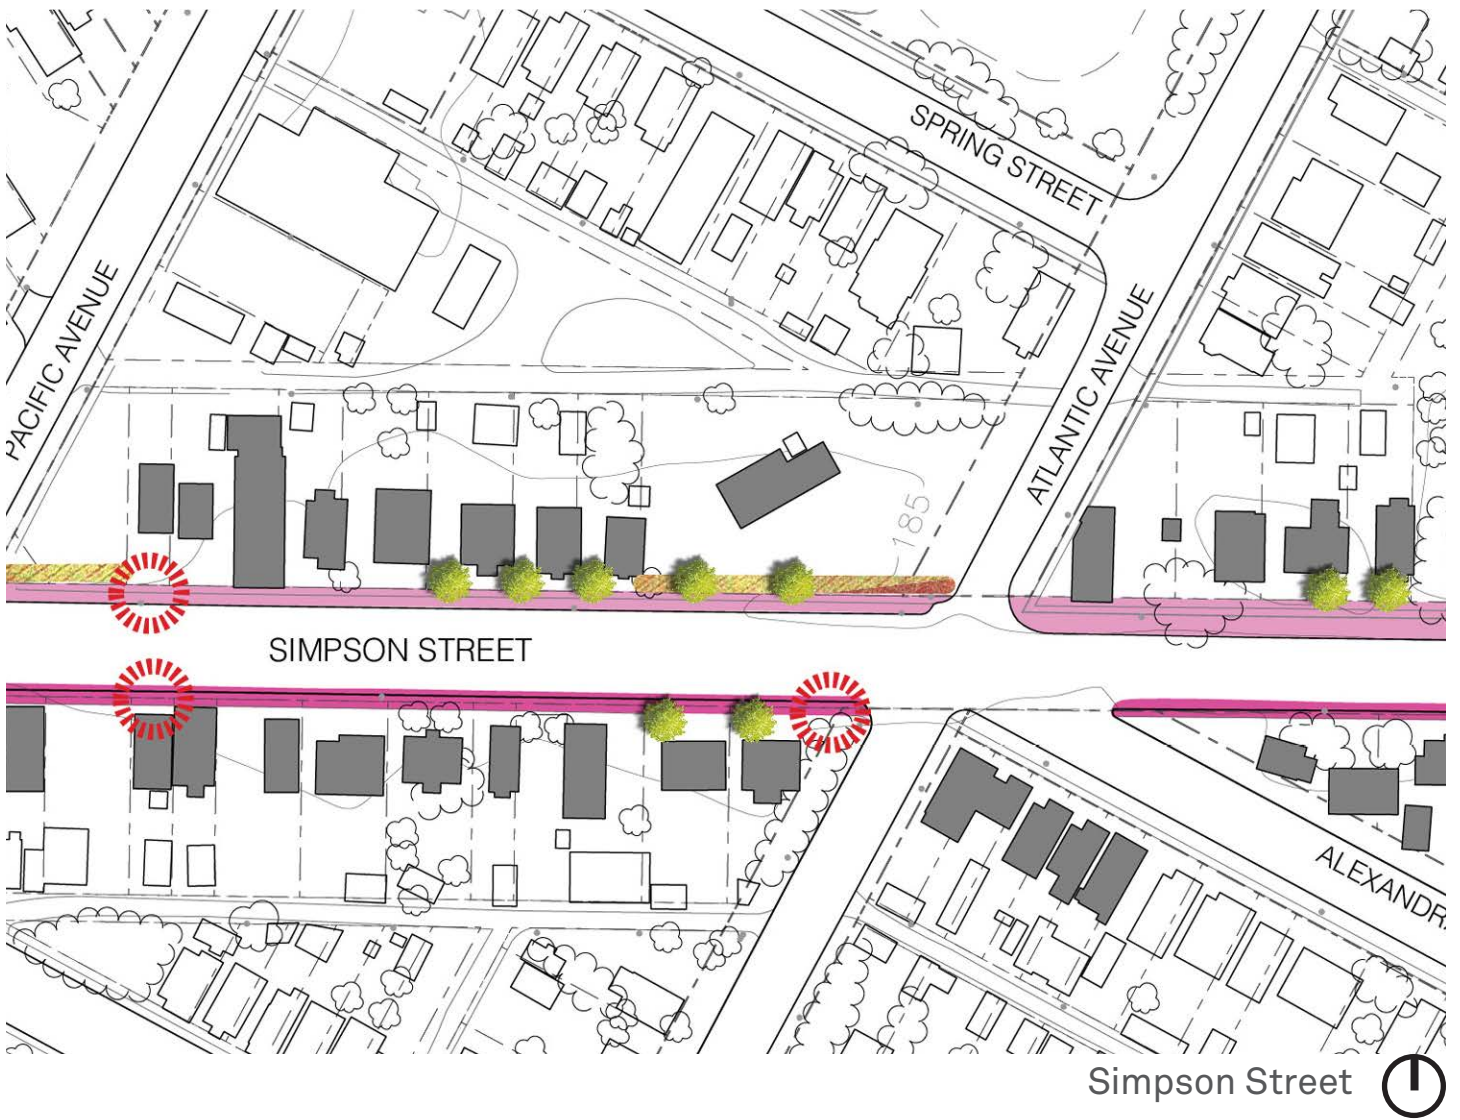 SPRING STREET
PACIFIC AVENUE
ATLANTIC AVENUE
185
SIMPSON STREET
ALEXANDR
Simpson Street